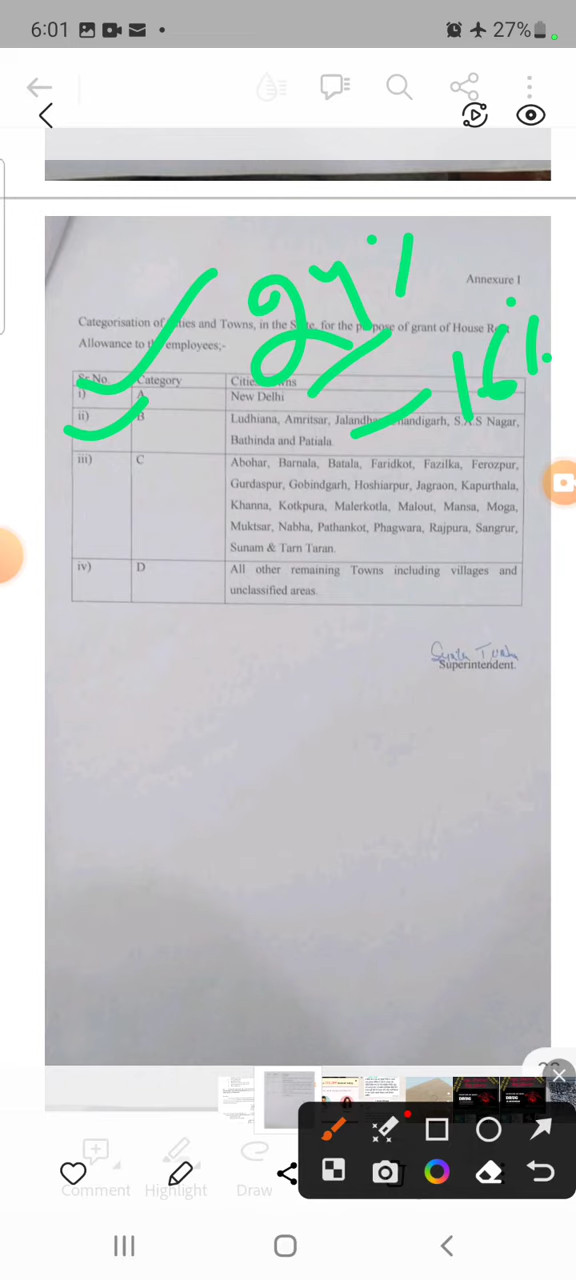 6:01
27%
Annexure I
Categorisation of Cities and Towns, in the State, for the purpose of grant of House Rent
Allowance to the employees;-
Sr.No. Category Cities/Towns
i) A New Delhi
ii) B Ludhiana, Amritsar, Jalandhar, Chandigarh, S.A.S Nagar,
Bathinda and Patiala.
iii) C Abohar, Barnala, Batala, Faridkot, Fazilka, Ferozpur,
Gurdaspur, Gobindgarh, Hoshiarpur, Jagraon, Kapurthala,
Khanna, Kotkpura, Malerkotla, Malout, Mansa, Moga,
Muktsar, Nabha, Pathankot, Phagwara, Rajpura, Sangrur,
Sunam & Tarn Taran.
iv) D All other remaining Towns including villages and
unclassified areas.
24%
16%
Superintendent.
Comment Highlight Draw